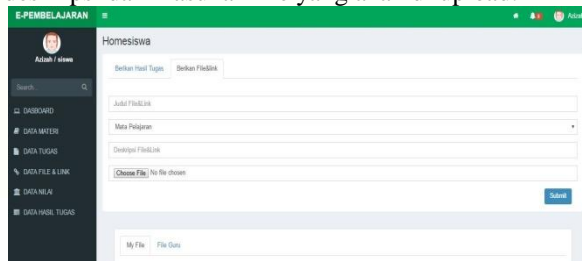 E-PEMBELAJARAN
Azizah / siswa
Search
DASBOARD
DATA MATERI
DATA TUGAS
DATA FILE & LINK
DATA NILAI
DATA HASIL TUGAS
Homesiswa
Berikan Hasil Tugas Berikan File&link
Judul File&Link
Mata Pelajaran
Deskripsi File&Link
Choose File No file chosen
Submit
My File File Guru